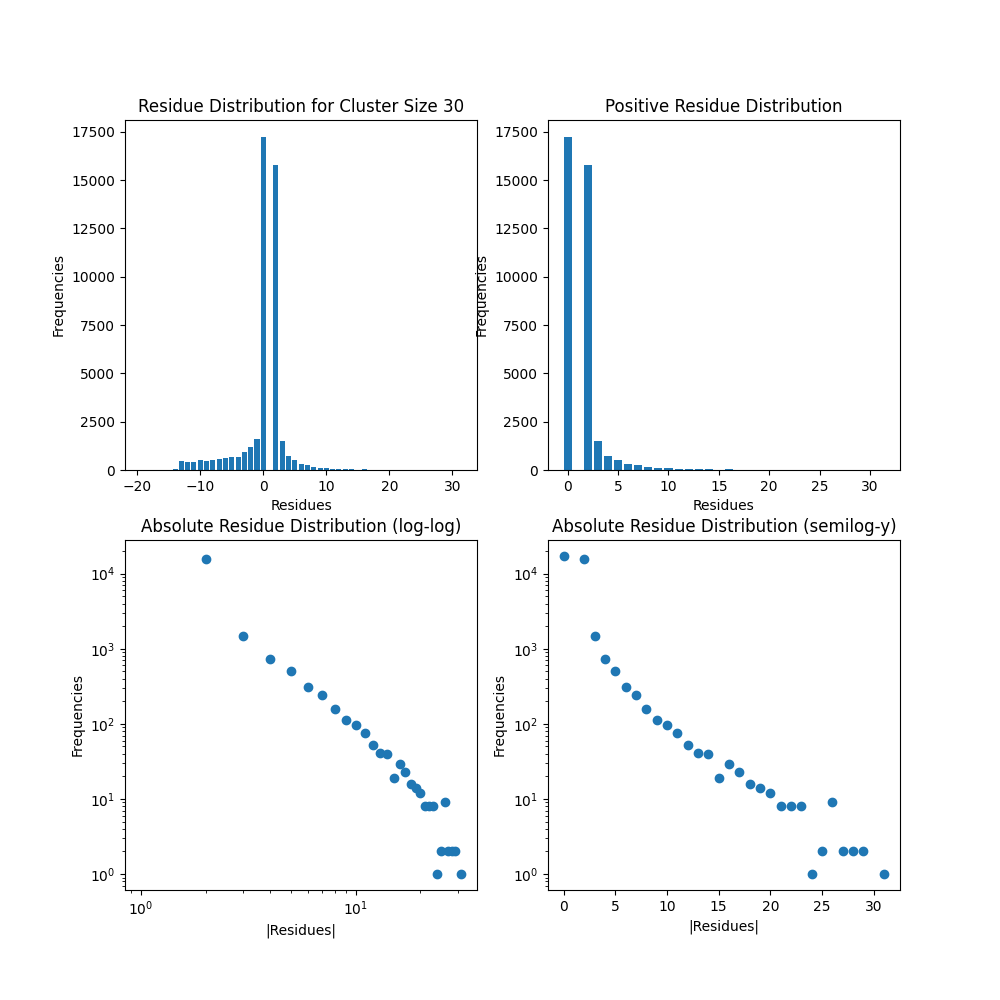 Residue Distribution for Cluster Size 30
Positive Residue Distribution
17500
15000
12500
10000
7500
5000
2500
0
Frequencies
−20 −10 0 10 20 30
Residues
17500
15000
12500
10000
7500
5000
2500
0
Frequencies
0 5 10 15 20 25 30
Residues
Absolute Residue Distribution (log-log)
Absolute Residue Distribution (semilog-y)
10⁴
10³
10²
10¹
10⁰
Frequencies
10⁰ 10¹
|Residues|
10⁴
10³
10²
10¹
10⁰
Frequencies
0 5 10 15 20 25 30
|Residues|